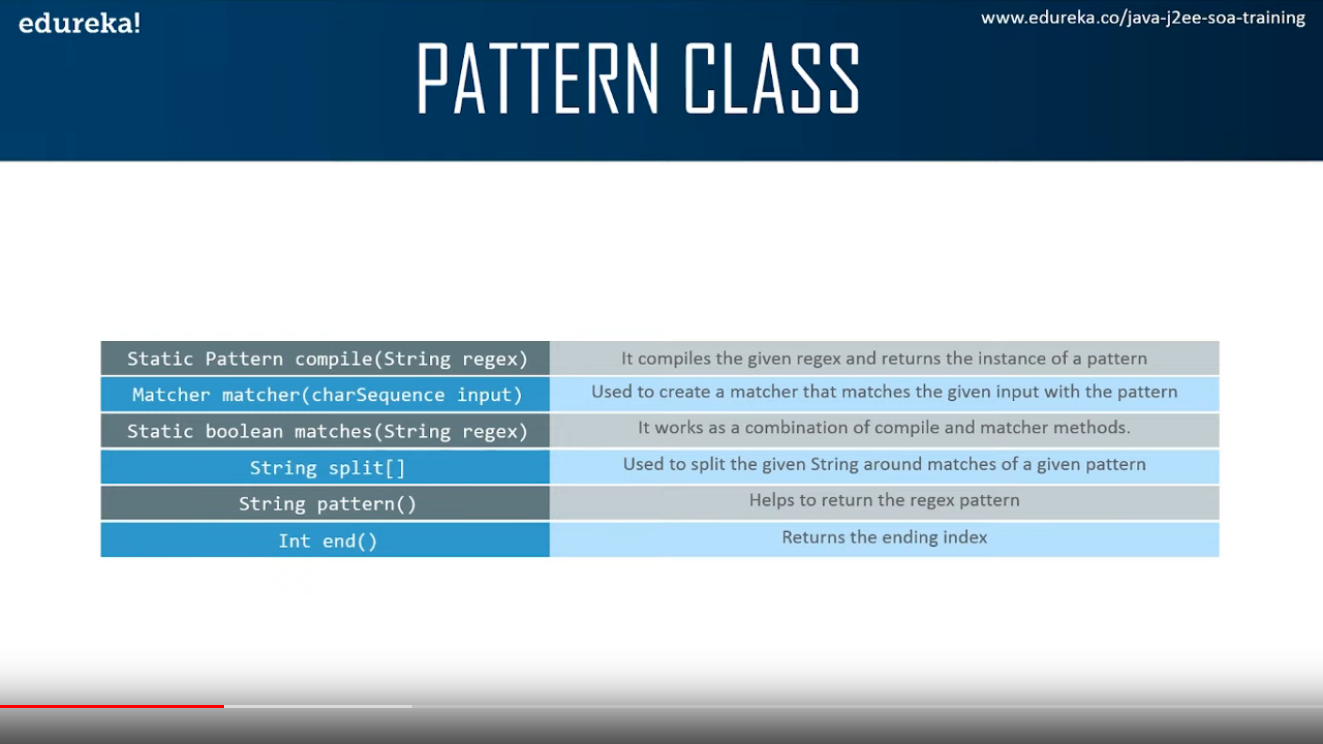 edureka!
www.edureka.co/java-j2ee-soa-training
PATTERN CLASS
Static Pattern compile(String regex) It compiles the given regex and returns the instance of a pattern
Matcher matcher(charSequence input) Used to create a matcher that matches the given input with the pattern
Static boolean matches(String regex) It works as a combination of compile and matcher methods.
String split[] Used to split the given String around matches of a given pattern
String pattern() Helps to return the regex pattern
Int end() Returns the ending index